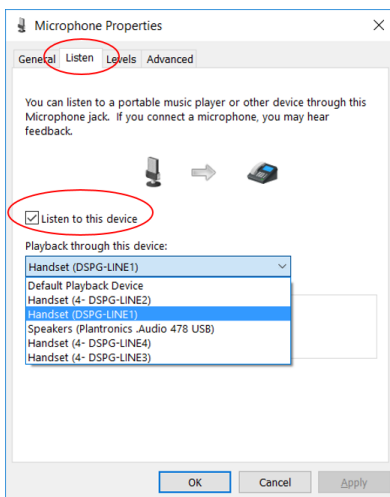 Microphone Properties
General Listen Levels Advanced
You can listen to a portable music player or other device through this
Microphone jack. If you connect a microphone, you may hear
feedback.
Listen to this device
Playback through this device:
Handset (DSPG-LINE1)
Default Playback Device
Handset (4- DSPG-LINE2)
Handset (DSPG-LINE1)
Speakers (Plantronics .Audio 478 USB)
Handset (4- DSPG-LINE4)
Handset (4- DSPG-LINE3)
OK Cancel Apply